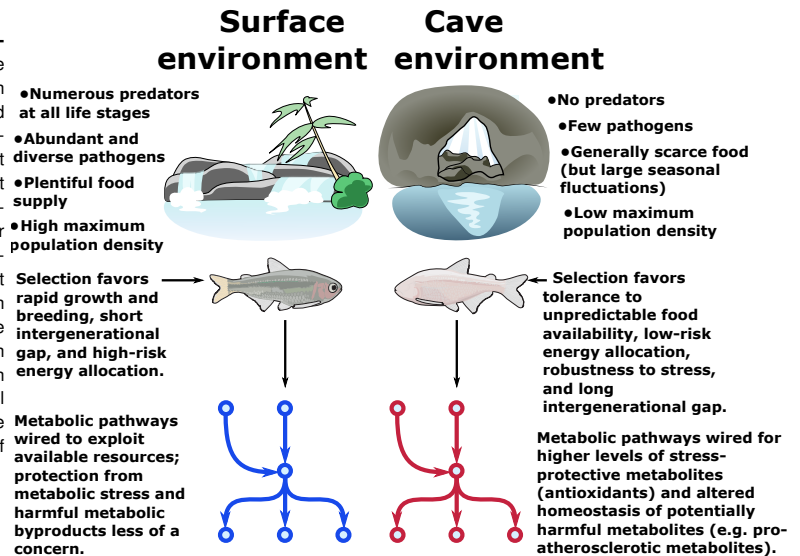 Surface
environment
Cave
environment
●Numerous predators
at all life stages
●Abundant and
diverse pathogens
●Plentiful food
supply
●High maximum
population density
●No predators
●Few pathogens
●Generally scarce food
(but large seasonal
fluctuations)
●Low maximum
population density
Selection favors
rapid growth and
breeding, short
intergenerational
gap, and high-risk
energy allocation.
Selection favors
tolerance to
unpredictable food
availability, low-risk
energy allocation,
robustness to stress,
and long
intergenerational gap.
Metabolic pathways
wired to exploit
available resources;
protection from
metabolic stress and
harmful metabolic
byproducts less of a
concern.
Metabolic pathways wired for
higher levels of stress-
protective metabolites
(antioxidants) and altered
homeostasis of potentially
harmful metabolites (e.g. pro-
atherosclerotic metabolites).